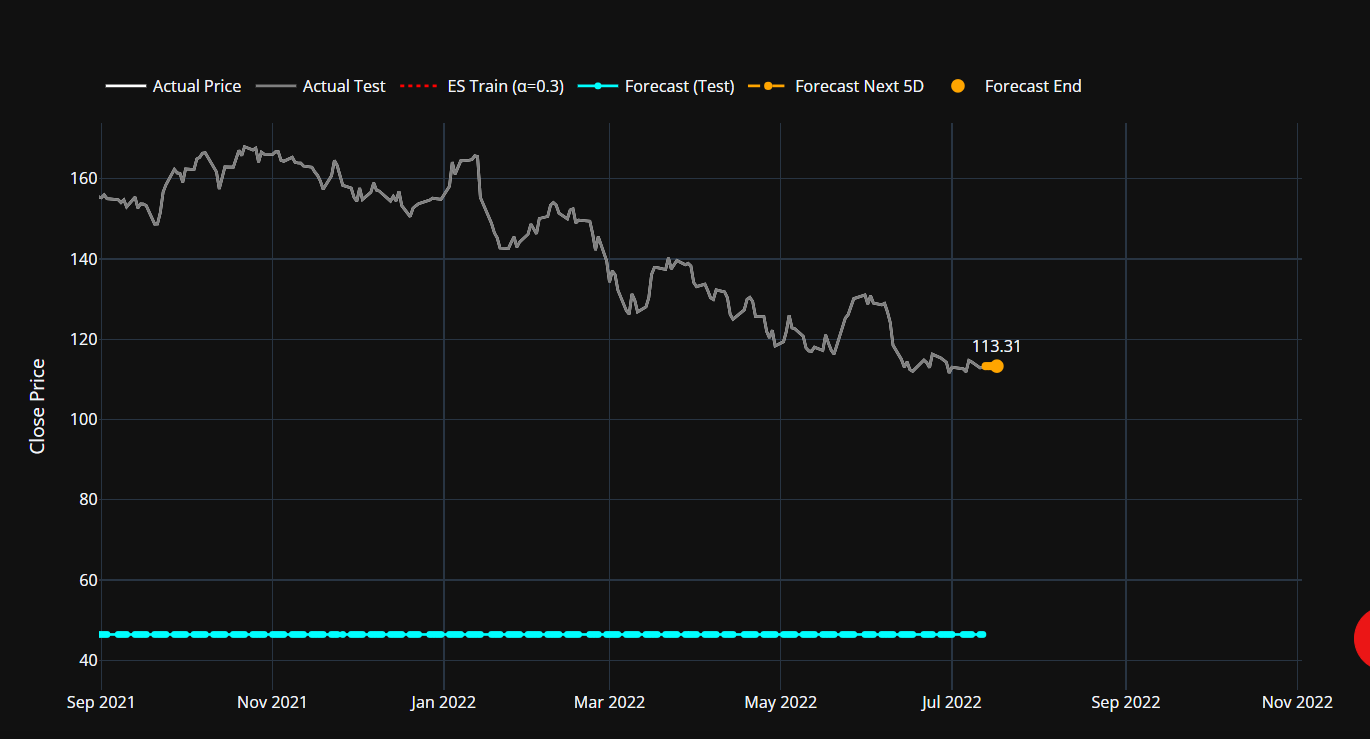 Actual Price Actual Test ES Train (α=0.3) Forecast (Test) Forecast Next 5D Forecast End
160
140
120
100
80
60
40
Close Price
113.31
Sep 2021 Nov 2021 Jan 2022 Mar 2022 May 2022 Jul 2022 Sep 2022 Nov 2022